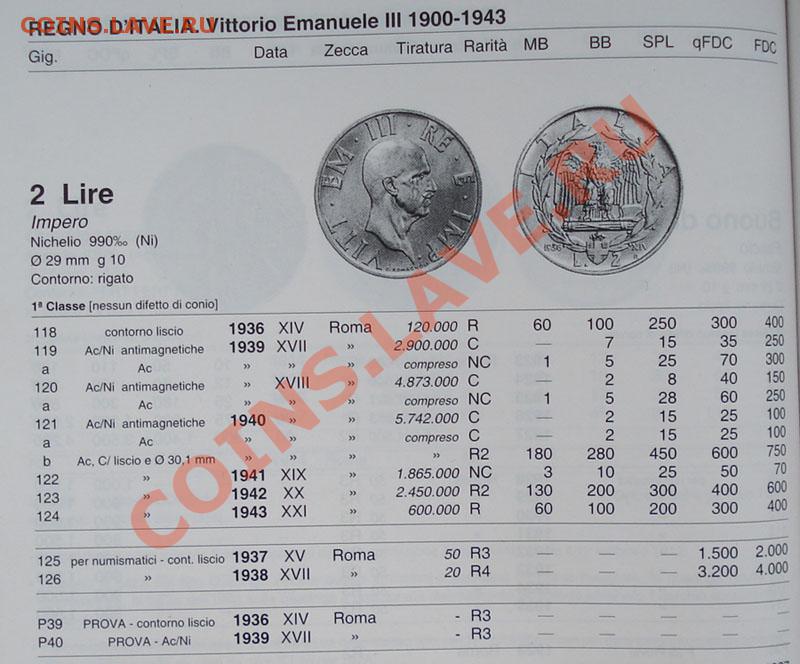 COINS.LAVE.RU
REGNO D'ITALIA. Vittorio Emanuele III 1900-1943
Gig. Data Zecca Tiratura Rarità MB BB SPL qFDC FDC
VITT · EM · III · RE · E · IMP ·
ITALIA
1936 XIV
L. 2 R
2 Lire
Impero
Nichelio 990‰ (Ni)
Ø 29 mm g 10
Contorno: rigato
1ª Classe [nessun difetto di conio]
118 contorno liscio 1936 XIV Roma 120.000 R 60 100 250 300 400
119 Ac/Ni antimagnetiche 1939 XVII » 2.900.000 C — 7 15 35 250
a Ac » » » compreso NC 1 5 25 70 300
120 Ac/Ni antimagnetiche » XVIII » 4.873.000 C — 2 8 40 150
a Ac » » » compreso NC 1 5 28 60 250
121 Ac/Ni antimagnetiche 1940 » » 5.742.000 C — 2 15 25 100
a Ac » » » compreso C — 2 15 25 100
b Ac, C/ liscio e Ø 30,1 mm » » » » R2 180 280 450 600 750
122 » 1941 XIX » 1.865.000 NC 3 10 25 50 70
123 » 1942 XX » 2.450.000 R2 130 200 300 400 600
124 » 1943 XXI » 600.000 R 60 100 200 300 400
125 per numismatici - cont. liscio 1937 XV Roma 50 R3 — — — 1.500 2.000
126 » 1938 XVII » 20 R4 — — — 3.200 4.000
P39 PROVA - contorno liscio 1936 XIV Roma - R3 — — — — —
P40 PROVA - Ac/Ni 1939 XVII » - R3 — — — — —
COINS.LAVE.RU